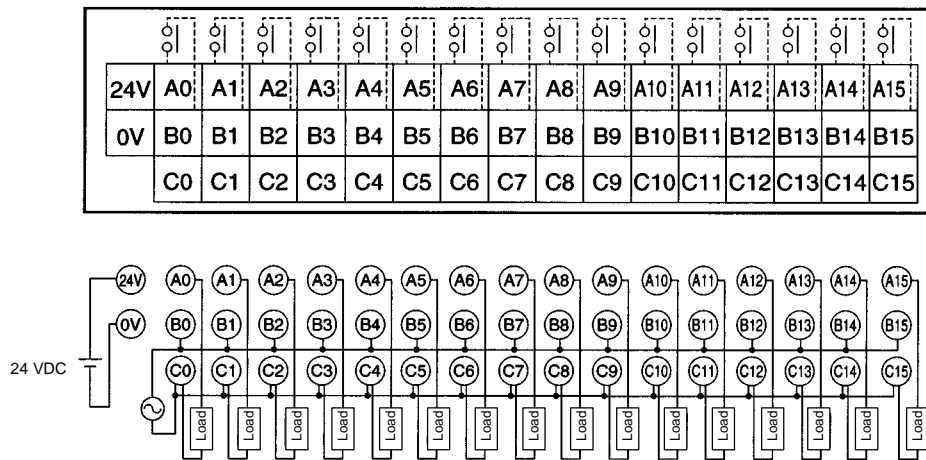 24V A0 A1 A2 A3 A4 A5 A6 A7 A8 A9 A10 A11 A12 A13 A14 A15
0V B0 B1 B2 B3 B4 B5 B6 B7 B8 B9 B10 B11 B12 B13 B14 B15
C0 C1 C2 C3 C4 C5 C6 C7 C8 C9 C10 C11 C12 C13 C14 C15
24V A0 A1 A2 A3 A4 A5 A6 A7 A8 A9 A10 A11 A12 A13 A14 A15
0V B0 B1 B2 B3 B4 B5 B6 B7 B8 B9 B10 B11 B12 B13 B14 B15
24 VDC C0 C1 C2 C3 C4 C5 C6 C7 C8 C9 C10 C11 C12 C13 C14 C15
Load Load Load Load Load Load Load Load Load Load Load Load Load Load Load Load